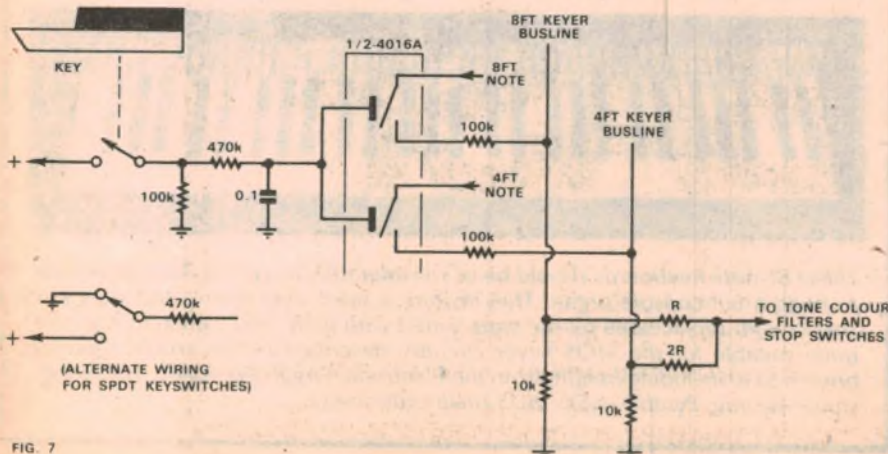 8FT KEYER
BUSLINE
1/2-4016A
KEY
8FT
NOTE
4FT KEYER
BUSLINE
100k
470k
+
4FT
NOTE
100k
0.1
100k
470k
R
TO TONE COLOUR
FILTERS AND
STOP SWITCHES
2R
+
(ALTERNATE WIRING
FOR SPDT KEYSWITCHES)
10k
10k
FIG. 7